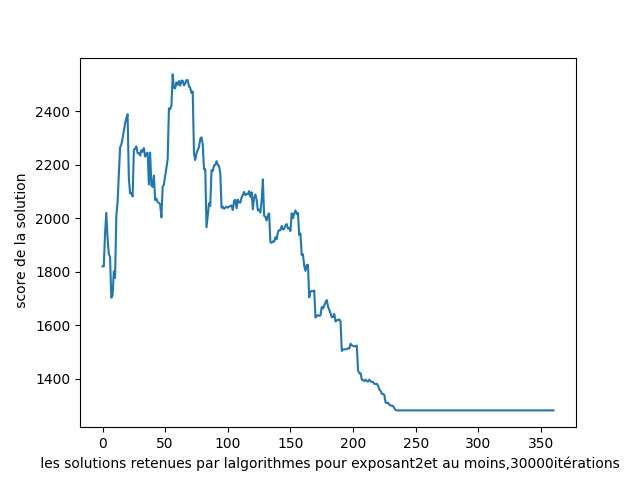 score de la solution
2400
2200
2000
1800
1600
1400
0 50 100 150 200 250 300 350
les solutions retenues par lalgorithmes pour exposant2et au moins,30000itérations